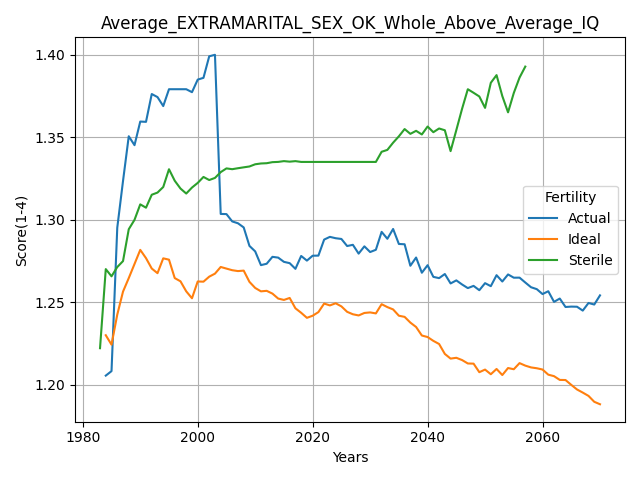 Average_EXTRAMARITAL_SEX_OK_Whole_Above_Average_IQ
1.40
1.35
1.30
1.25
1.20
Score(1-4)
Fertility
Actual
Ideal
Sterile
1980
2000
2020
2040
2060
Years